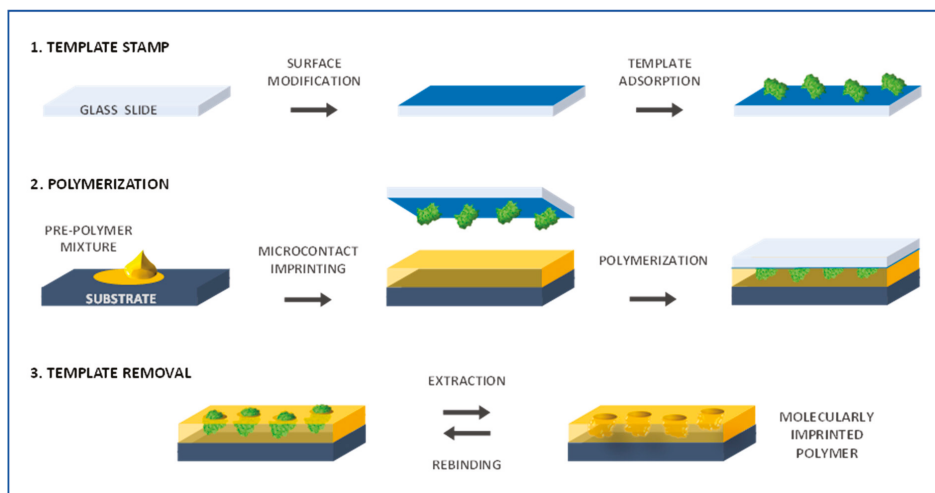 1. TEMPLATE STAMP
SURFACE
MODIFICATION
TEMPLATE
ADSORPTION
GLASS SLIDE
2. POLYMERIZATION
PRE-POLYMER
MIXTURE
MICROCONTACT
IMPRINTING
POLYMERIZATION
SUBSTRATE
3. TEMPLATE REMOVAL
EXTRACTION
REBINDING
MOLECULARLY
IMPRINTED
POLYMER